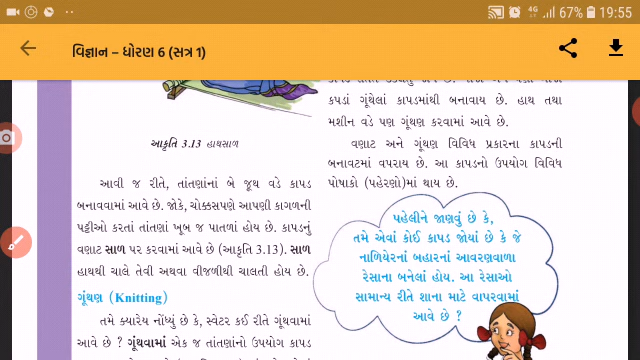 19:55
67%
4G
વિજ્ઞાન – ધોરણ 6 (સત્ર 1)
આકૃતિ 3.13 હાથસાળ
આવી જ રીતે, તાંતણાંનાં બે જૂથ વડે કાપડ
બનાવવામાં આવે છે. જોકે, ચોક્કસપણે આપણી કાગળની
પટ્ટીઓ કરતાં તાંતણાં ખૂબ જ પાતળાં હોય છે. કાપડનું
વણાટ સાળ પર કરવામાં આવે છે (આકૃતિ 3.13). સાળ
હાથથી ચાલે તેવી અથવા વીજળીથી ચાલતી હોય છે.
ગૂંથણ (Knitting)
તમે ક્યારેય નોંધ્યું છે કે, સ્વેટર કઈ રીતે ગૂંથવામાં
આવે છે ? ગૂંથવામાં એક જ તાંતણાંનો ઉપયોગ કાપડ
કપડાં ગૂંથેલાં કાપડમાંથી બનાવાય છે. હાથ તથા
મશીન વડે પણ ગૂંથણ કરવામાં આવે છે.
વણાટ અને ગૂંથણ વિવિધ પ્રકારના કાપડની
બનાવટમાં વપરાય છે. આ કાપડનો ઉપયોગ વિવિધ
પોષાકો (પહેરણો)માં થાય છે.
પહેલીને જાણવું છે કે,
તમે એવાં કોઈ કાપડ જોયાં છે કે જે
નાળિયેરનાં બહારનાં આવરણવાળા
રેસાના બનેલાં હોય. આ રેસાઓ
સામાન્ય રીતે શાના માટે વાપરવામાં
આવે છે ?